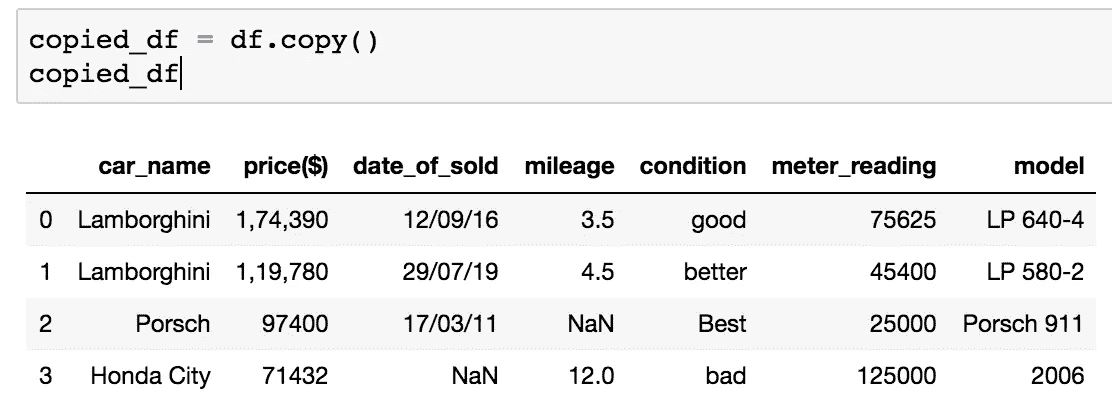 copied_df = df.copy()
copied_df
car_name price($) date_of_sold mileage condition meter_reading model
0 Lamborghini 1,74,390 12/09/16 3.5 good 75625 LP 640-4
1 Lamborghini 1,19,780 29/07/19 4.5 better 45400 LP 580-2
2 Porsch 97400 17/03/11 NaN Best 25000 Porsch 911
3 Honda City 71432 NaN 12.0 bad 125000 2006